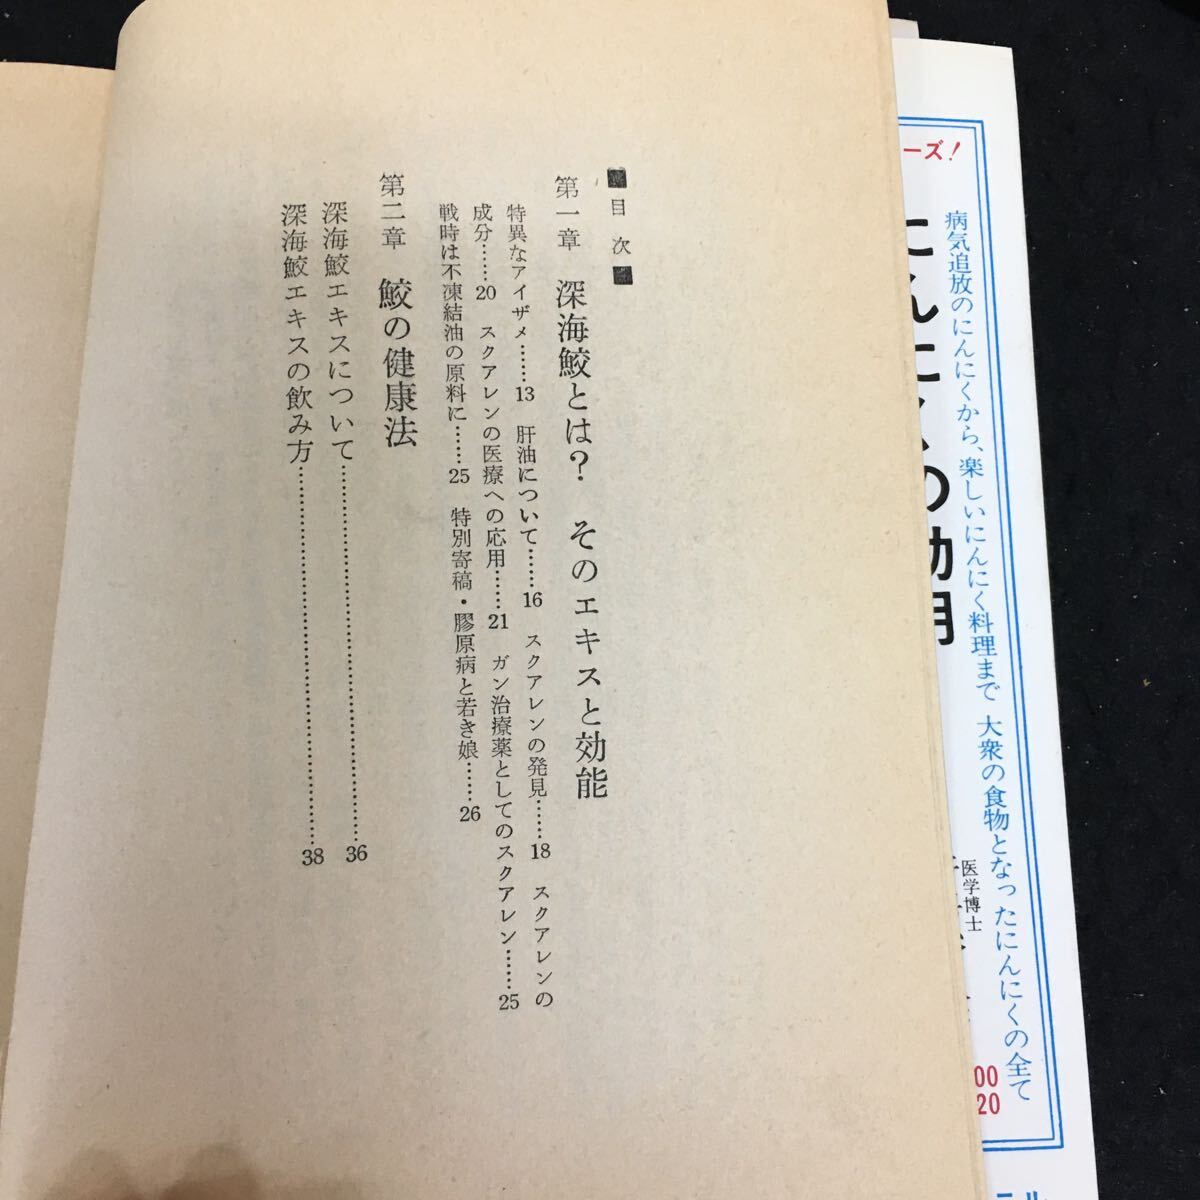 目次
第一章 深海鮫とは? そのエキスと効能
特異なアイザメ……13 肝油について……16 スクアレンの発見……18 スクアレンの
成分……20 スクアレンの医療への応用……21 ガン治療薬としてのスクアレン……25
戦時は不凍結油の原料に……25 特別寄稿・膠原病と若き娘……26
第二章 鮫の健康法
深海鮫エキスについて……36
深海鮫エキスの飲み方……38
ーズ!
病気追放のにんにくから、楽しいにんにく料理まで 大衆の食物となったにんにくの全て
にんにくの効用
医学博士
00
20